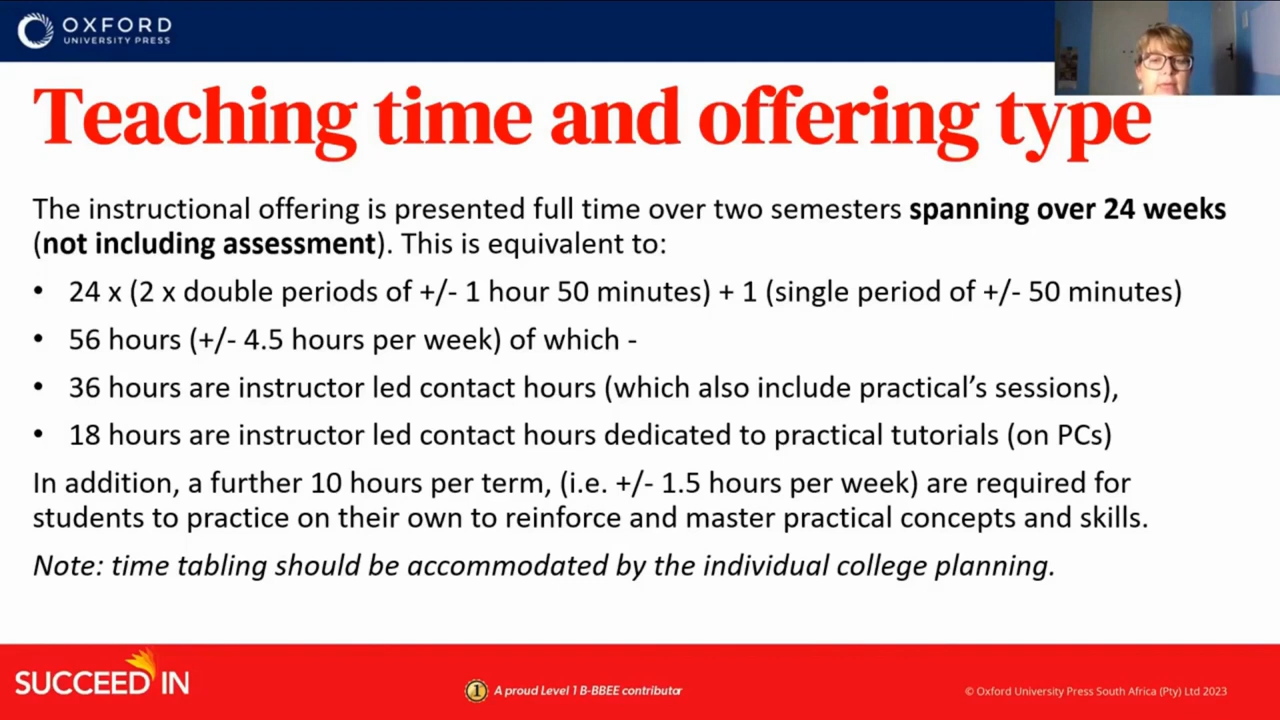 OXFORD
UNIVERSITY PRESS
Teaching time and offering type
The instructional offering is presented full time over two semesters spanning over 24 weeks
(not including assessment). This is equivalent to:
• 24 x (2 x double periods of +/- 1 hour 50 minutes) + 1 (single period of +/- 50 minutes)
• 56 hours (+/- 4.5 hours per week) of which -
• 36 hours are instructor led contact hours (which also include practical’s sessions),
• 18 hours are instructor led contact hours dedicated to practical tutorials (on PCs)
In addition, a further 10 hours per term, (i.e. +/- 1.5 hours per week) are required for
students to practice on their own to reinforce and master practical concepts and skills.
Note: time tabling should be accommodated by the individual college planning.
SUCCEED IN
1 A proud Level 1 B-BBEE contributor
© Oxford University Press South Africa (Pty) Ltd 2023